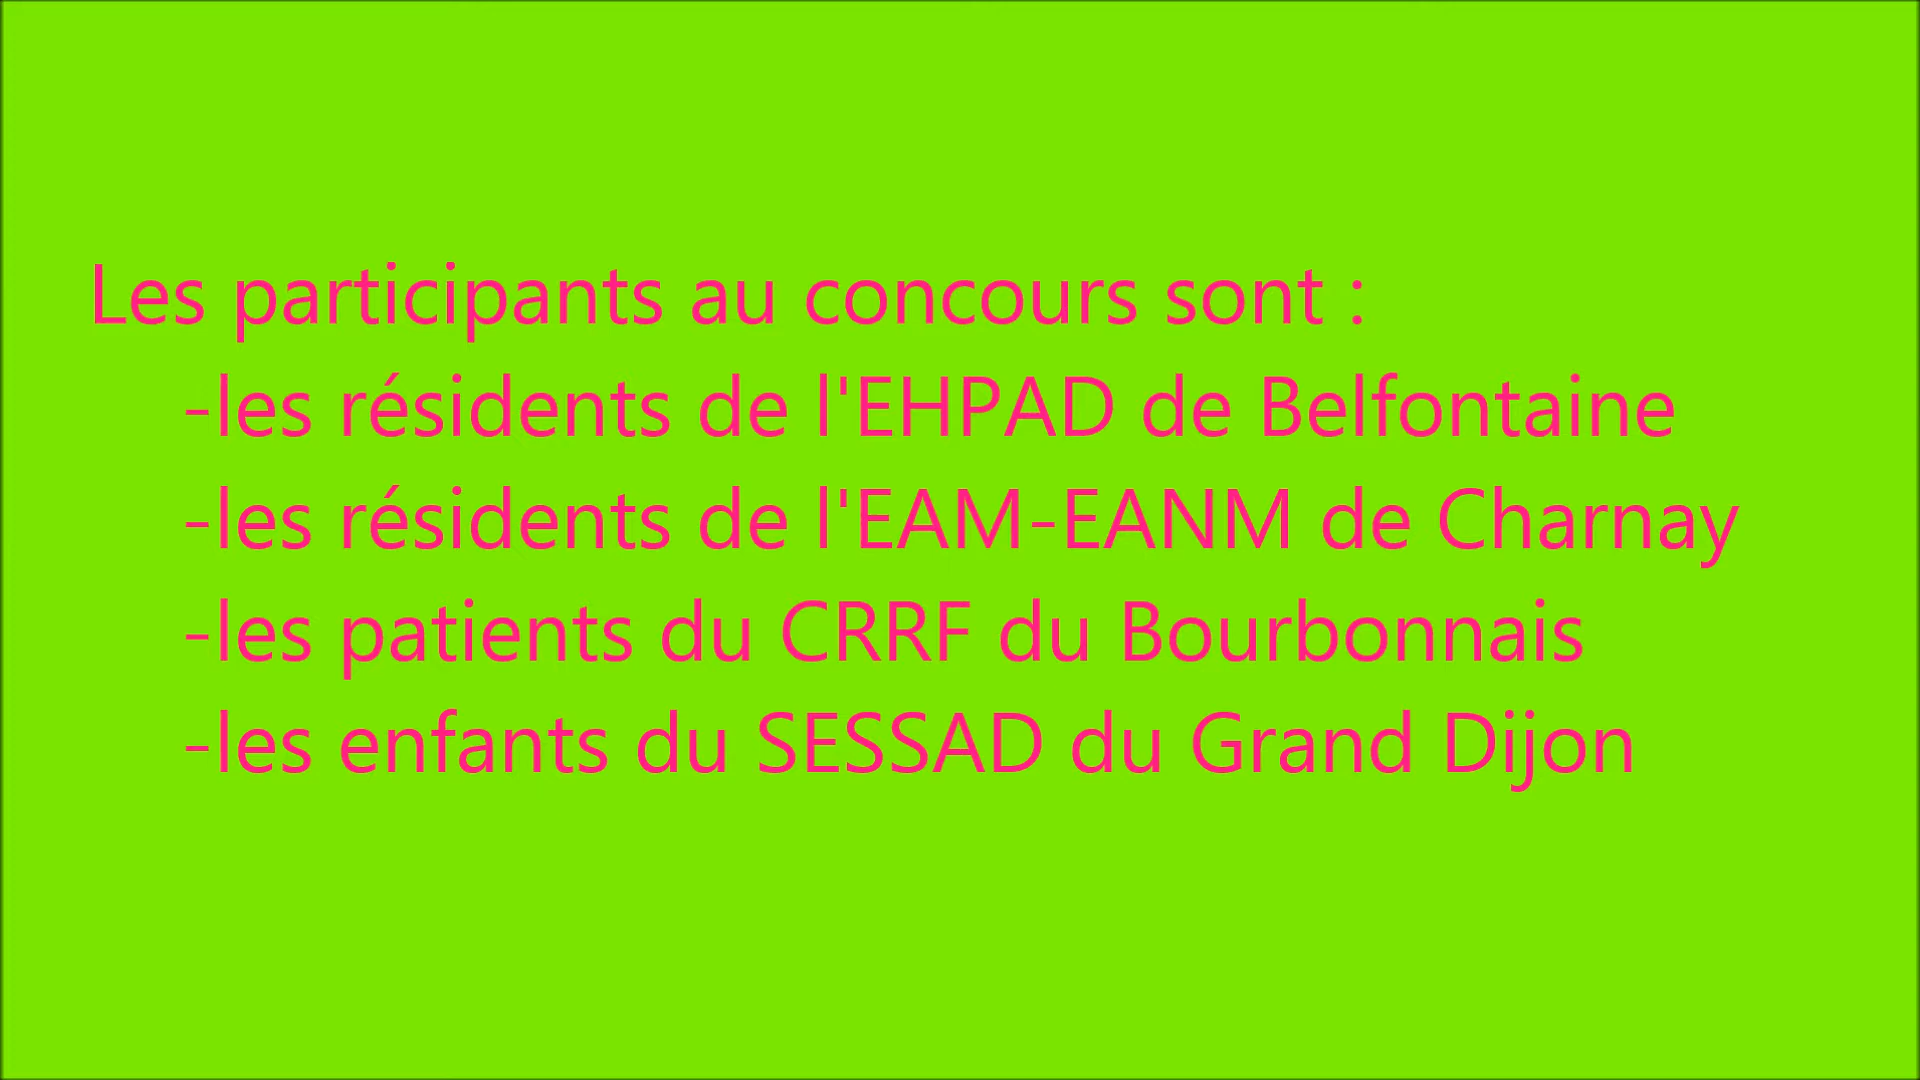 Les participants au concours sont :
-les résidents de l'EHPAD de Belfontaine
-les résidents de l'EAM-EANM de Charnay
-les patients du CRRF du Bourbonnais
-les enfants du SESSAD du Grand Dijon